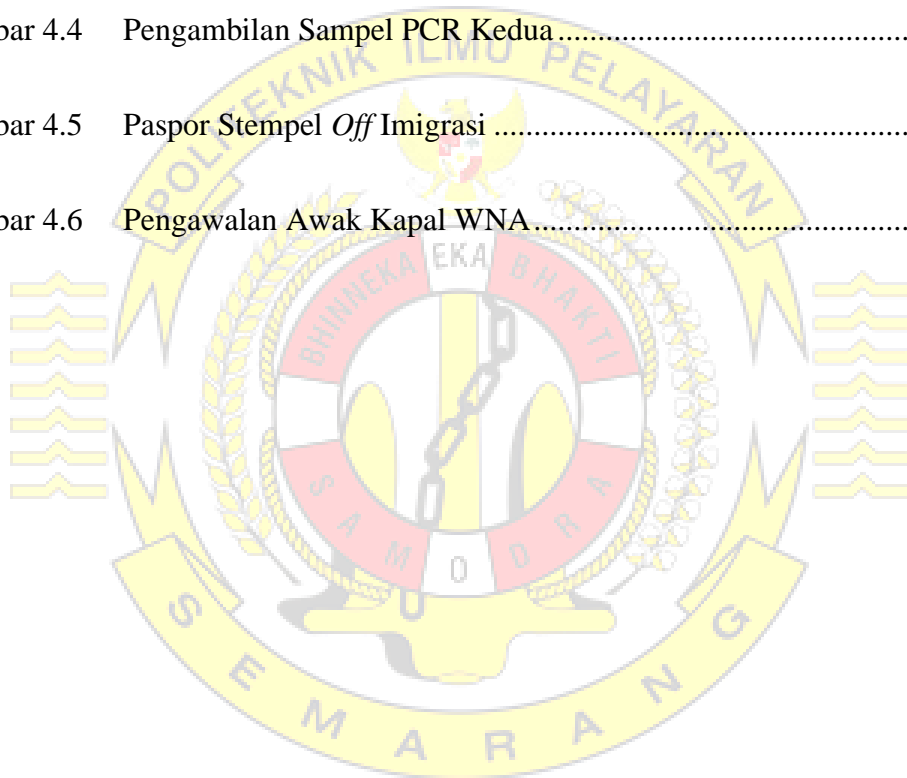 bar 4.4 Pengambilan Sampel PCR Kedua........................................
bar 4.5 Paspor Stempel Off Imigrasi ...............................................
bar 4.6 Pengawalan Awak Kapal WNA..........................................
POLITEKNIK ILMU PELAYARAN
BHINNEKA EKA BHAKTI
SAMODRA
SEMARANG